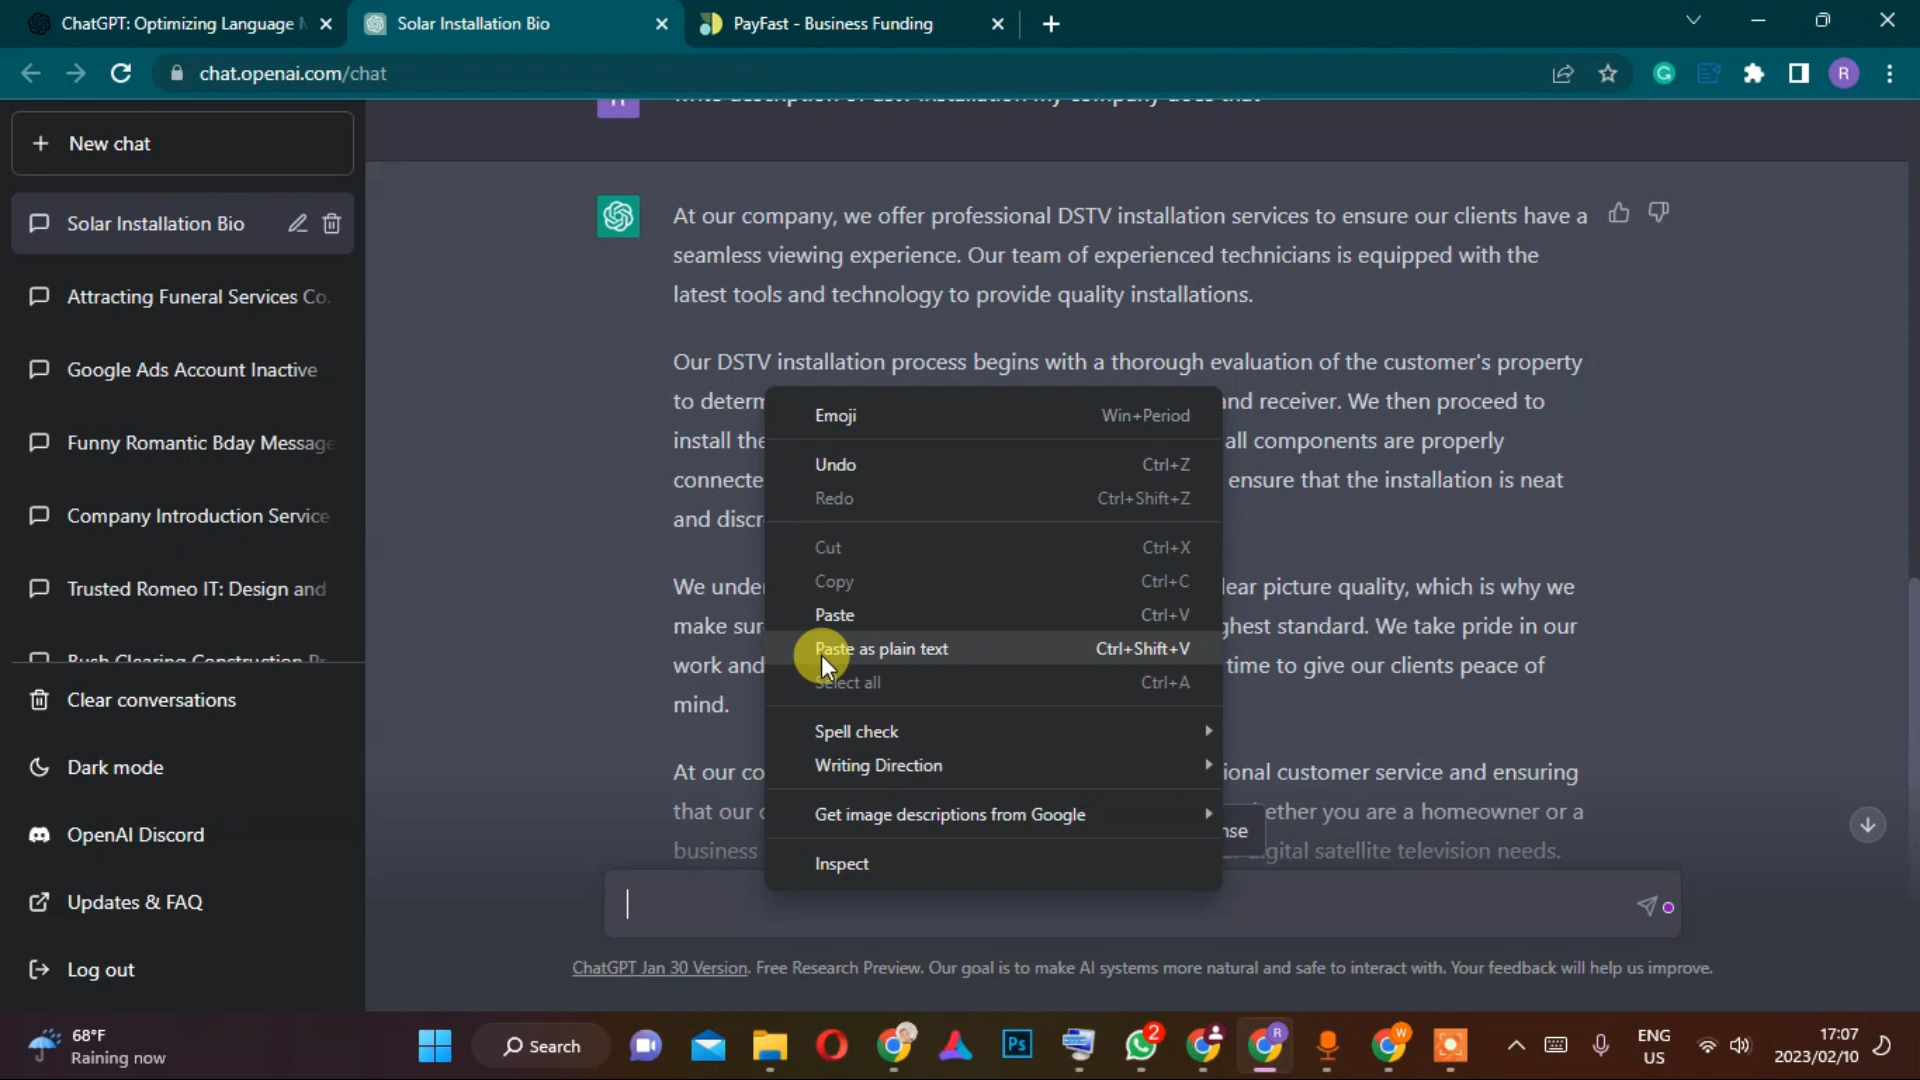 ChatGPT: Optimizing Language
Solar Installation Bio
PayFast - Business Funding
chat.openai.com/chat
R
New chat
Solar Installation Bio
Attracting Funeral Services Co.
Google Ads Account Inactive
Funny Romantic Bday Message
Company Introduction Service
Trusted Romeo IT: Design and
Clear conversations
Dark mode
OpenAI Discord
Updates & FAQ
Log out
At our company, we offer professional DSTV installation services to ensure our clients have a
seamless viewing experience. Our team of experienced technicians is equipped with the
latest tools and technology to provide quality installations.
Our DSTV installation process begins with a thorough evaluation of the customer's property
to determ
nd receiver. We then proceed to
install the
all components are properly
connecte
ensure that the installation is neat
and discr
We under
lear picture quality, which is why we
make sur
ghest standard. We take pride in our
work and
time to give our clients peace of
mind.
At our co
ional customer service and ensuring
that our
ether you are a homeowner or a
business
digital satellite television needs.
nse
Emoji Win+Period
Undo Ctrl+Z
Redo Ctrl+Shift+Z
Cut Ctrl+X
Copy Ctrl+C
Paste Ctrl+V
Paste as plain text Ctrl+Shift+V
Select all Ctrl+A
Spell check
Writing Direction
Get image descriptions from Google
Inspect
ChatGPT Jan 30 Version. Free Research Preview. Our goal is to make AI systems more natural and safe to interact with. Your feedback will help us improve.
68°F
Raining now
Search
Ps
2
R
W
ENG
US
17:07
2023/02/10